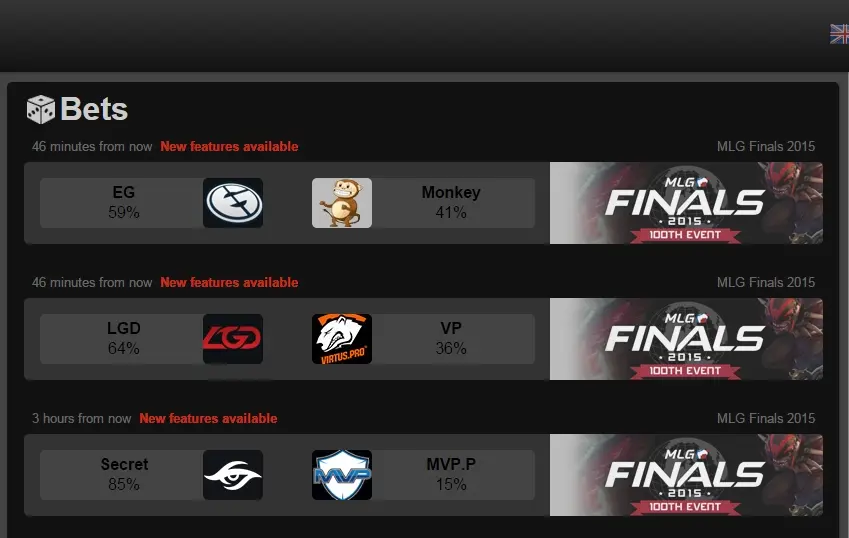 Bets
46 minutes from now New features available MLG Finals 2015
EG
59%
Monkey
41%
MLG
FINALS
· 2015 ·
100TH EVENT
46 minutes from now New features available MLG Finals 2015
LGD
64%
LGD
VIRTUS.PRO
VP
36%
MLG
FINALS
· 2015 ·
100TH EVENT
3 hours from now New features available MLG Finals 2015
Secret
85%
MVP
MVP.P
15%
MLG
FINALS
· 2015 ·
100TH EVENT